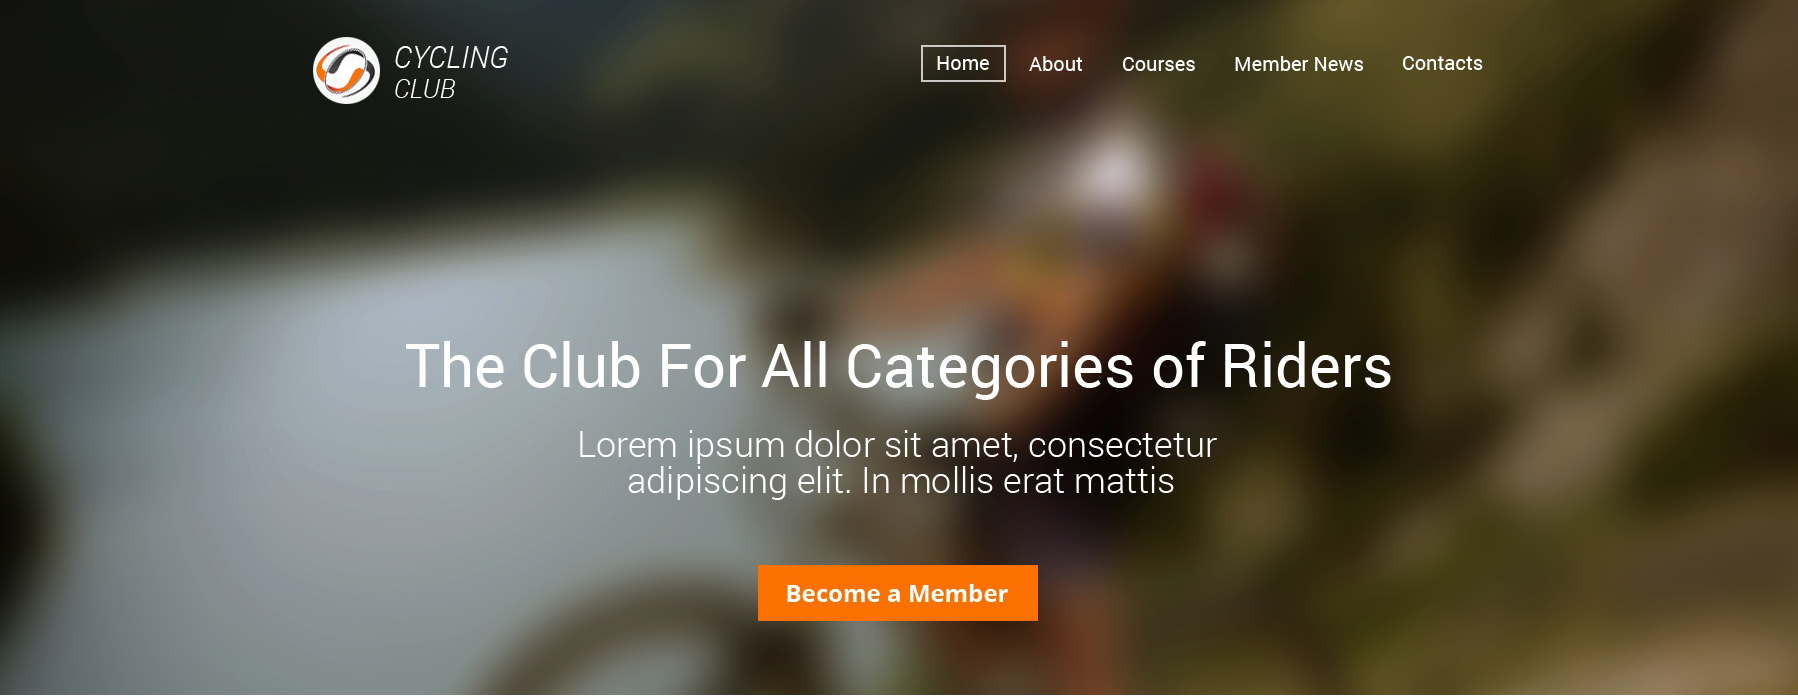 CYCLING
CLUB
Home About Courses Member News Contacts
The Club For All Categories of Riders
Lorem ipsum dolor sit amet, consectetur
adipiscing elit. In mollis erat mattis
Become a Member